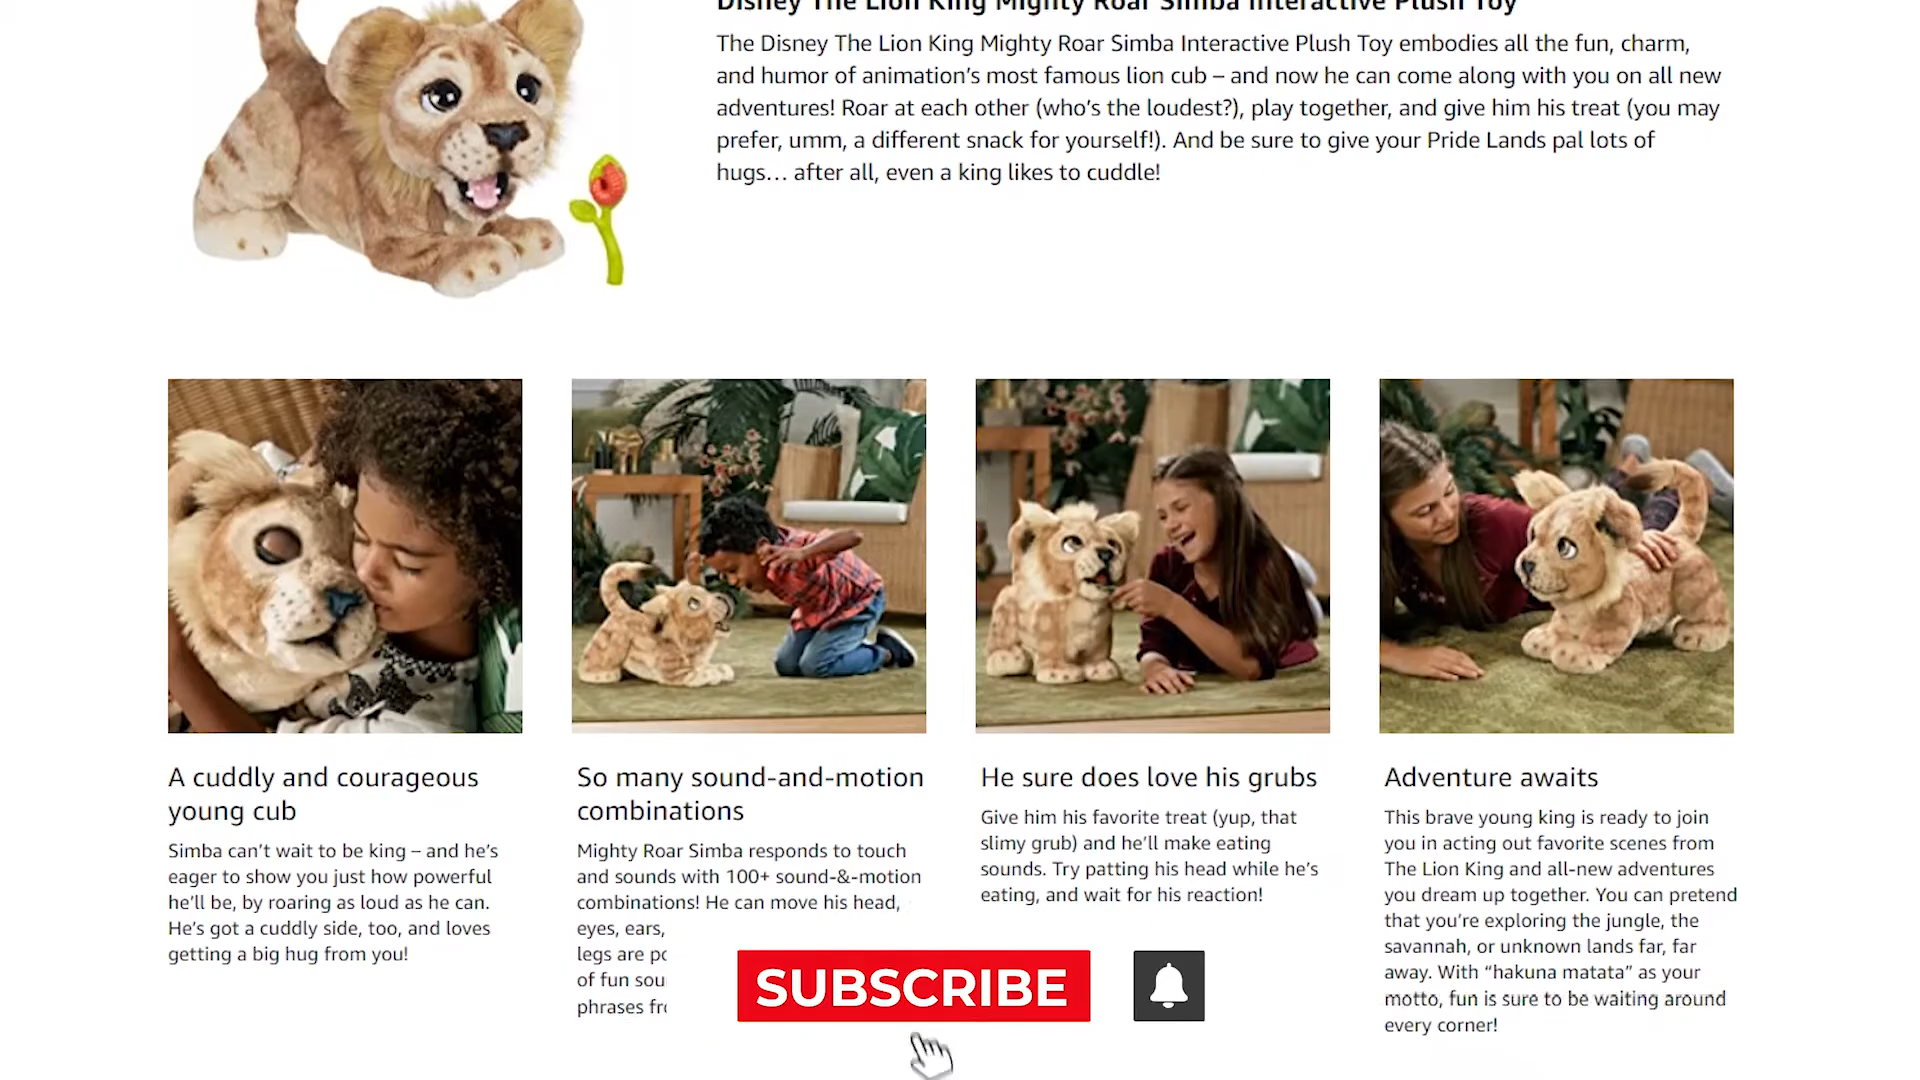 Disney The Lion King Mighty Roar Simba Interactive Plush Toy
The Disney The Lion King Mighty Roar Simba Interactive Plush Toy embodies all the fun, charm,
and humor of animation’s most famous lion cub – and now he can come along with you on all new
adventures! Roar at each other (who’s the loudest?), play together, and give him his treat (you may
prefer, umm, a different snack for yourself!). And be sure to give your Pride Lands pal lots of
hugs… after all, even a king likes to cuddle!
A cuddly and courageous
young cub
Simba can’t wait to be king – and he’s
eager to show you just how powerful
he’ll be, by roaring as loud as he can.
He’s got a cuddly side, too, and loves
getting a big hug from you!
So many sound-and-motion
combinations
Mighty Roar Simba responds to touch
and sounds with 100+ sound-&-motion
combinations! He can move his head,
eyes, ears,
legs are
of fun
phrases
He sure does love his grubs
Give him his favorite treat (yup, that
slimy grub) and he’ll make eating
sounds. Try patting his head while he’s
eating, and wait for his reaction!
Adventure awaits
This brave young king is ready to join
you in acting out favorite scenes from
The Lion King and all-new adventures
you dream up together. You can pretend
that you’re exploring the jungle, the
savannah, or unknown lands far, far
away. With “hakuna matata” as your
motto, fun is sure to be waiting around
every corner!
SUBSCRIBE